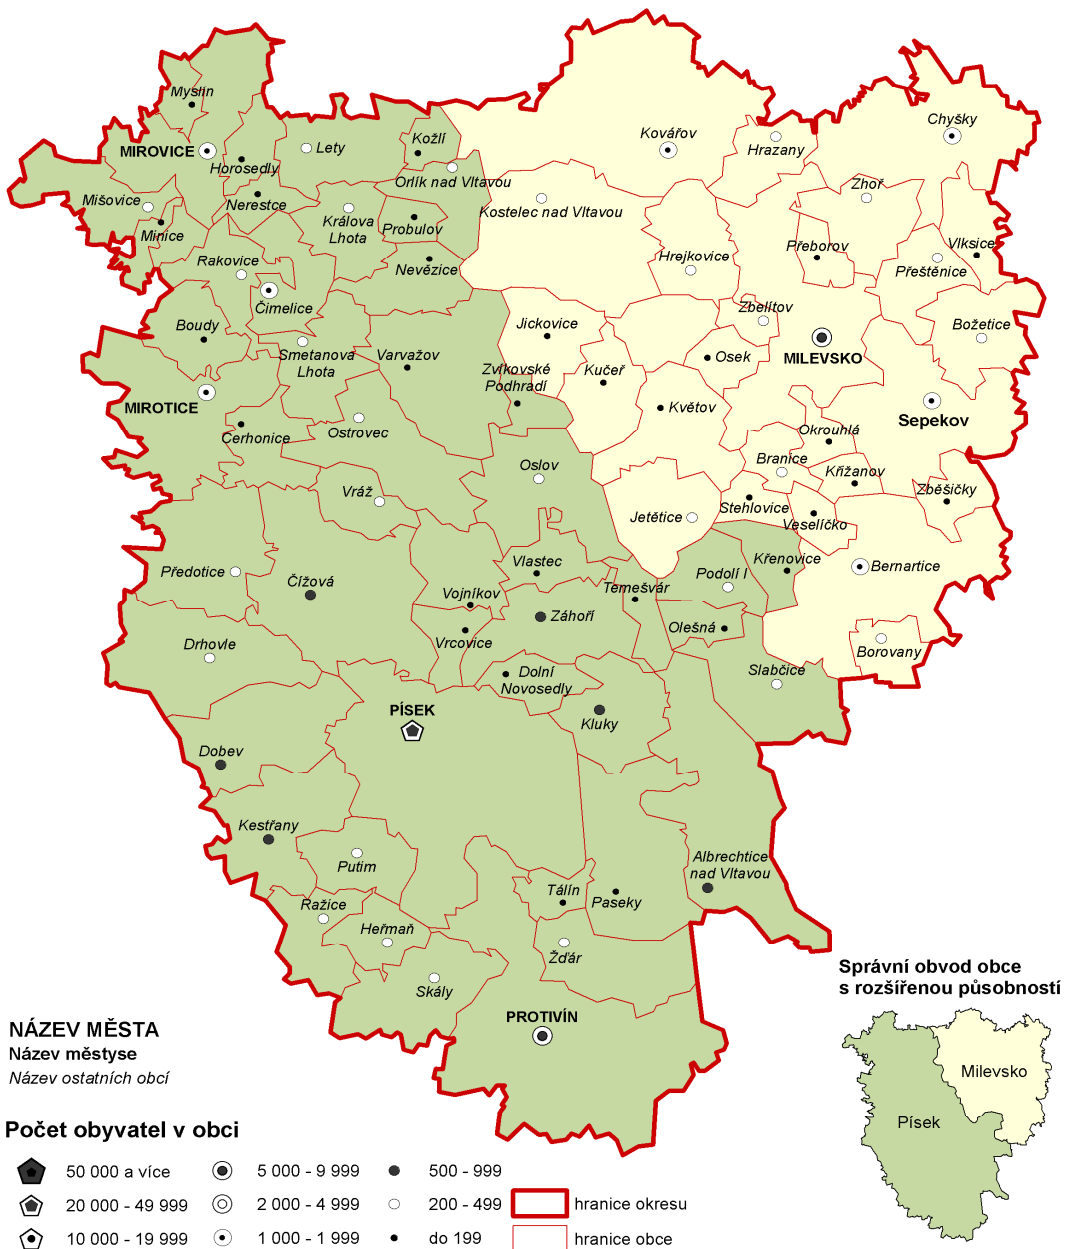 Myslín
MIROVICE
Horosedly
Lety
Kožlí
Orlík nad Vltavou
Kovářov
Hrazany
Chyšky
Mišovice
Minice
Nerestce
Králova
Lhota
Probulov
Kostelec nad Vltavou
Zhoř
Nevězice
Rakovice
Hrejkovice
Přeborov
Přeštěnice
Vlksice
Čimelice
Boudy
Smetanova
Lhota
Varvažov
Jickovice
Zbelítov
Božetice
Zvíkovské
Podhradí
Kučeř
Osek
MILEVSKO
MIROTICE
Cerhonice
Ostrovec
Květov
Sepekov
Okrouhlá
Branice
Křižanov
Zběšičky
Oslov
Vráž
Jetětice
Stehlovice
Veselíčko
Předotice
Čížová
Vlastec
Vojníkov
Temešvár
Podolí I
Křenovice
Bernartice
Záhoří
Vrcovice
Olešná
Borovany
Drhovle
Dolní
Novosedly
Slabčice
PÍSEK
Kluky
Dobev
Kestřany
Putim
Albrechtice
nad Vltavou
Ražice
Tálín
Paseky
Heřmaň
Žďár
Skály
PROTIVÍN
Správní obvod obce
s rozšířenou působností
Milevsko
Písek
NÁZEV MĚSTA
Název městyse
Název ostatních obcí
Počet obyvatel v obci
50 000 a více
5 000 - 9 999
500 - 999
20 000 - 49 999
2 000 - 4 999
200 - 499
hranice okresu
10 000 - 19 999
1 000 - 1 999
do 199
hranice obce